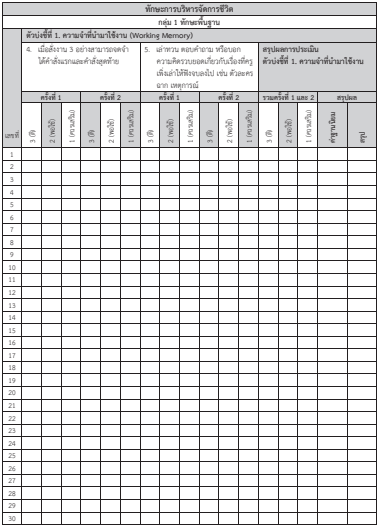 ทักษะการบริหารจัดการชีวิต
กลุ่ม 1 ทักษะพื้นฐาน
ตัวบ่งชี้ที่ 1. ความจำที่นำมาใช้งาน (Working Memory)
4. เมื่อสั่งงาน 3 อย่างสามารถจดจำ
ได้คำสั่งแรกและคำสั่งสุดท้าย
5. เล่าทวน ตอบคำถาม หรือบอก
ความคิดรวบยอดเกี่ยวกับเรื่องที่ครู
เพิ่งเล่าให้ฟังจบลงไป เช่น ตัวละคร
ฉาก เหตุการณ์
สรุปผลการประเมิน
ตัวบ่งชี้ที่ 1. ความจำที่นำมาใช้งาน
ครั้งที่ 1 ครั้งที่ 2 ครั้งที่ 1 ครั้งที่ 2 รวมครั้งที่ 1 และ 2 สรุปผล
เลขที่ 3 (ดี) 2 (พอใช้) 1 (ควรเสริม) 3 (ดี) 2 (พอใช้) 1 (ควรเสริม) 3 (ดี) 2 (พอใช้) 1 (ควรเสริม) 3 (ดี) 2 (พอใช้) 1 (ควรเสริม) 3 (ดี) 2 (พอใช้) 1 (ควรเสริม) ค่าฐานนิยม สรุป
1
2
3
4
5
6
7
8
9
10
11
12
13
14
15
16
17
18
19
20
21
22
23
24
25
26
27
28
29
30